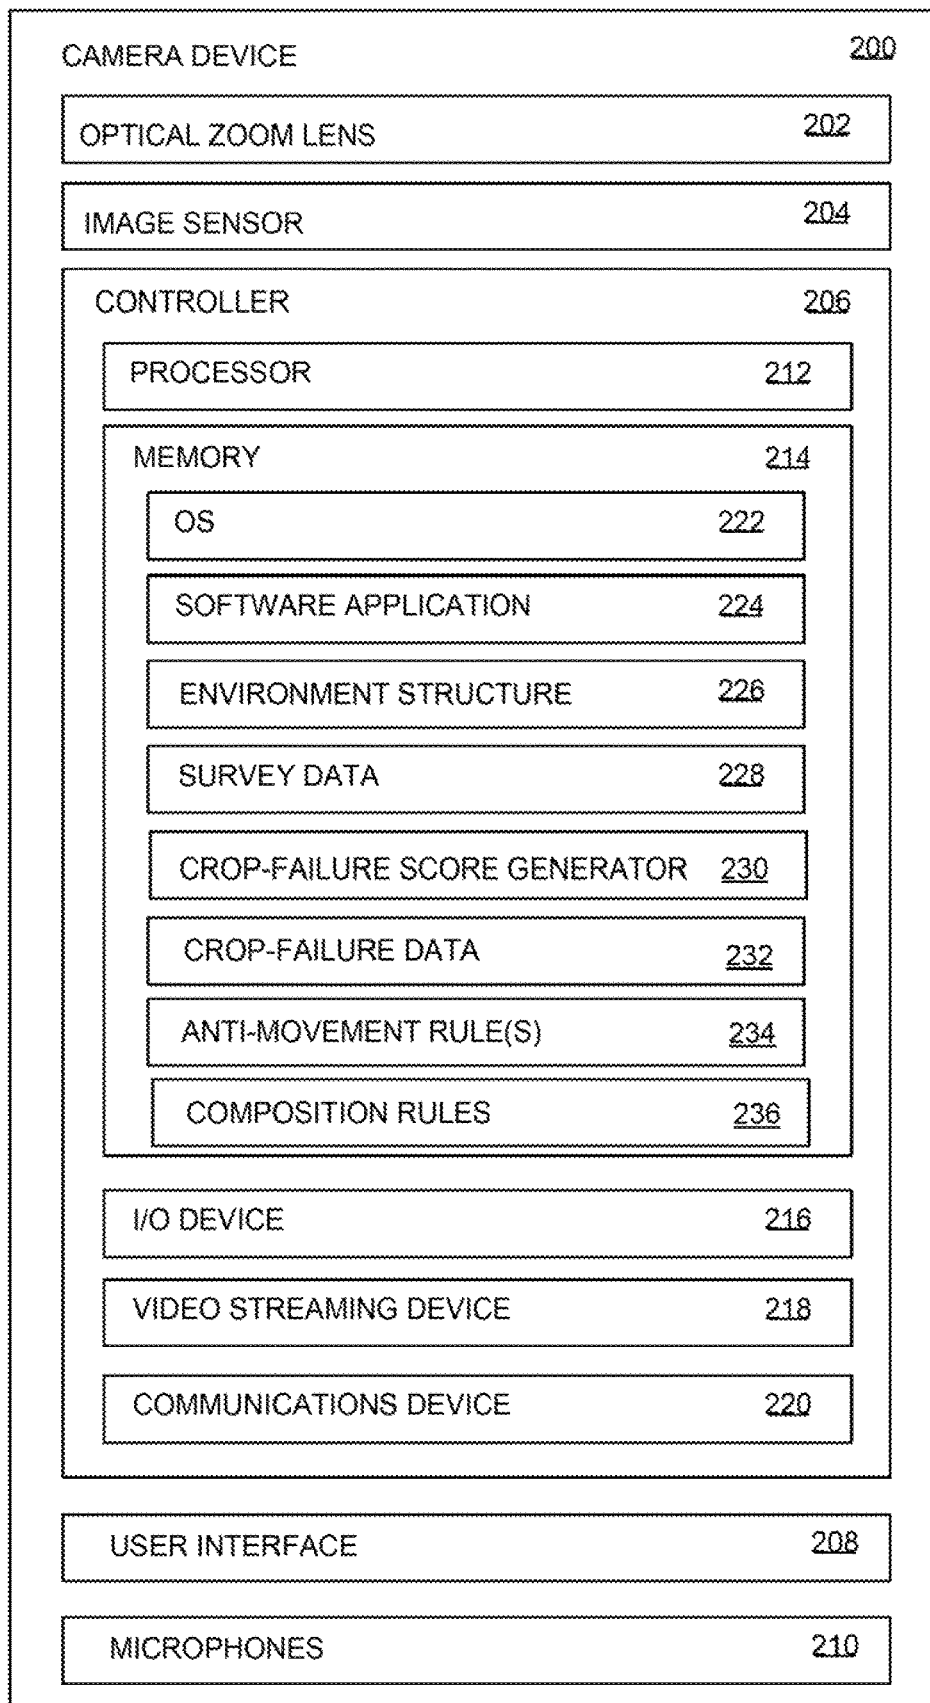 CAMERA DEVICE 200
OPTICAL ZOOM LENS 202
IMAGE SENSOR 204
CONTROLLER 206
PROCESSOR 212
MEMORY 214
OS 222
SOFTWARE APPLICATION 224
ENVIRONMENT STRUCTURE 226
SURVEY DATA 228
CROP-FAILURE SCORE GENERATOR 230
CROP-FAILURE DATA 232
ANTI-MOVEMENT RULE(S) 234
COMPOSITION RULES 236
I/O DEVICE 216
VIDEO STREAMING DEVICE 218
COMMUNICATIONS DEVICE 220
USER INTERFACE 208
MICROPHONES 210